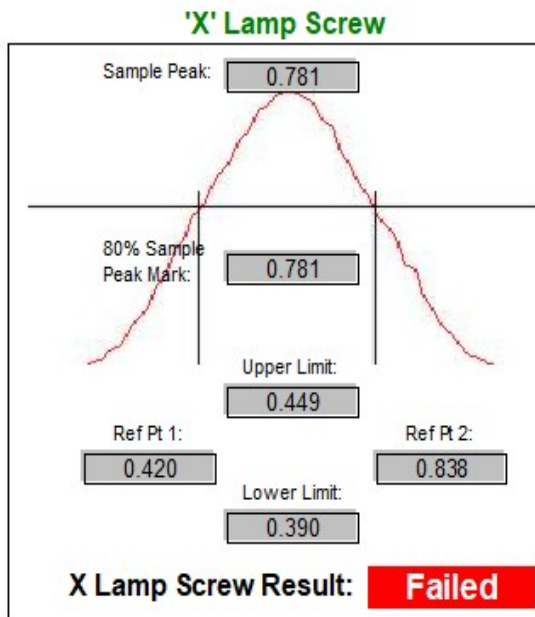 'X' Lamp Screw
Sample Peak: 0.781
80% Sample
Peak Mark: 0.781
Upper Limit:
0.449
Ref Pt 1: Ref Pt 2:
0.420 0.838
Lower Limit:
0.390
X Lamp Screw Result: Failed